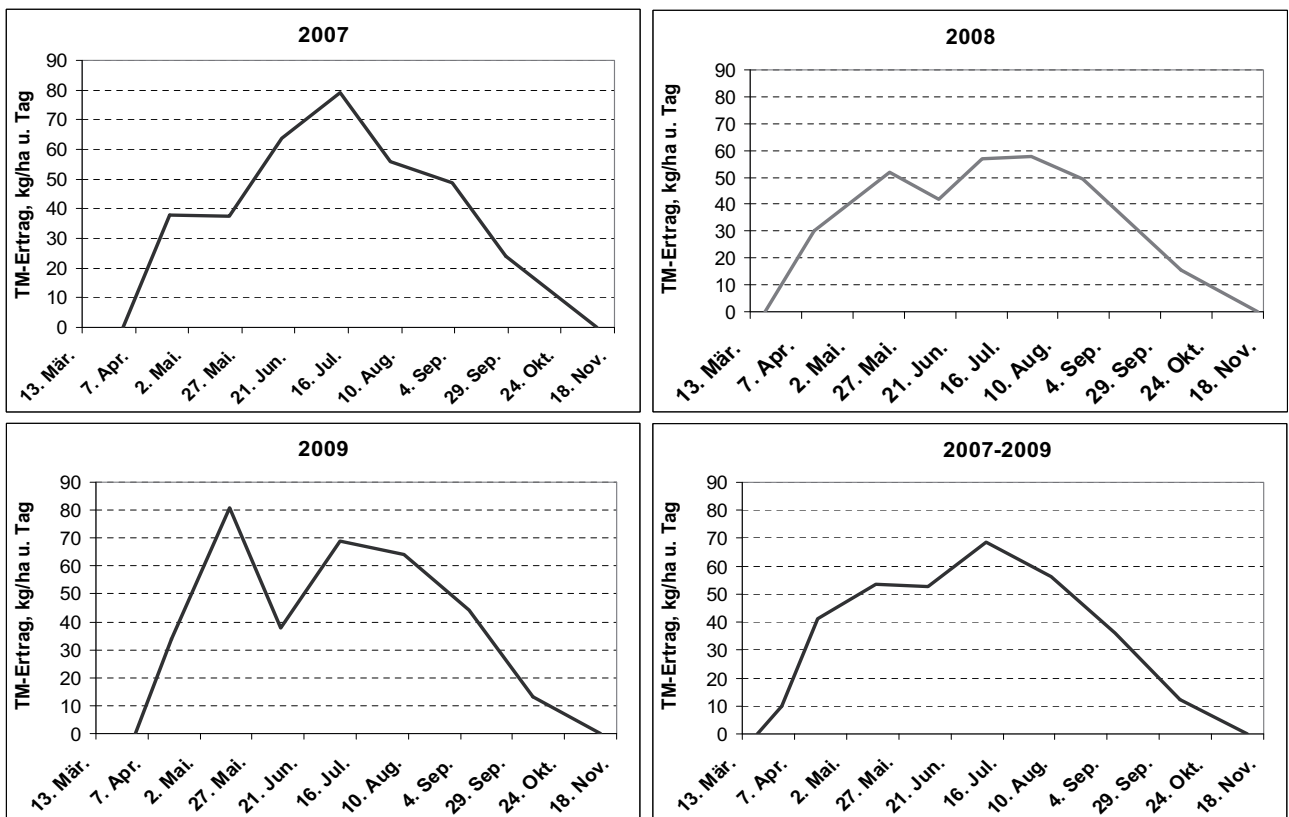 2007
TM-Ertrag, kg/ha u. Tag
90
80
70
60
50
40
30
20
10
0
13. Mär.
7. Apr.
2. Mai.
27. Mai.
21. Jun.
16. Jul.
10. Aug.
4. Sep.
29. Sep.
24. Okt.
18. Nov.
2008
TM-Ertrag, kg/ha u. Tag
90
80
70
60
50
40
30
20
10
0
13. Mär.
7. Apr.
2. Mai.
27. Mai.
21. Jun.
16. Jul.
10. Aug.
4. Sep.
29. Sep.
24. Okt.
18. Nov.
2009
TM-Ertrag, kg/ha u. Tag
90
80
70
60
50
40
30
20
10
0
13. Mär.
7. Apr.
2. Mai.
27. Mai.
21. Jun.
16. Jul.
10. Aug.
4. Sep.
29. Sep.
24. Okt.
18. Nov.
2007-2009
TM-Ertrag, kg/ha u. Tag
90
80
70
60
50
40
30
20
10
0
13. Mär.
7. Apr.
2. Mai.
27. Mai.
21. Jun.
16. Jul.
10. Aug.
4. Sep.
29. Sep.
24. Okt.
18. Nov.